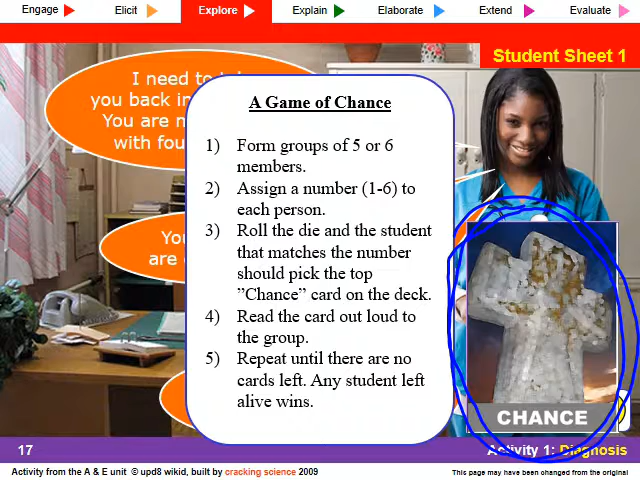 Engage
Elicit
Explore
Explain
Elaborate
Extend
Evaluate
Student Sheet 1
I need to
you back in
You are
with fou
You
are
A Game of Chance
1) Form groups of 5 or 6
members.
2) Assign a number (1-6) to
each person.
3) Roll the die and the student
that matches the number
should pick the top
”Chance” card on the deck.
4) Read the card out loud to
the group.
5) Repeat until there are no
cards left. Any student left
alive wins.
CHANCE
17
Activity 1: Diagnosis
Activity from the A & E unit © upd8 wikid, built by cracking science 2009
This page may have been changed from the original